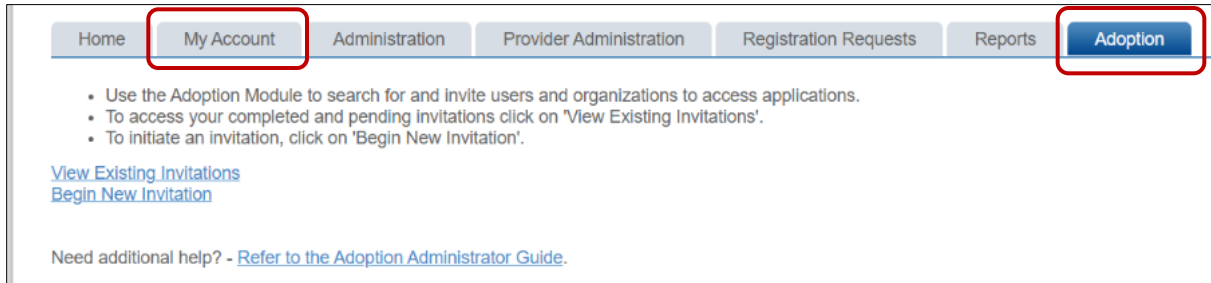 Home My Account Administration Provider Administration Registration Requests Reports Adoption
• Use the Adoption Module to search for and invite users and organizations to access applications.
• To access your completed and pending invitations click on 'View Existing Invitations'.
• To initiate an invitation, click on 'Begin New Invitation'.
View Existing Invitations
Begin New Invitation
Need additional help? - Refer to the Adoption Administrator Guide.